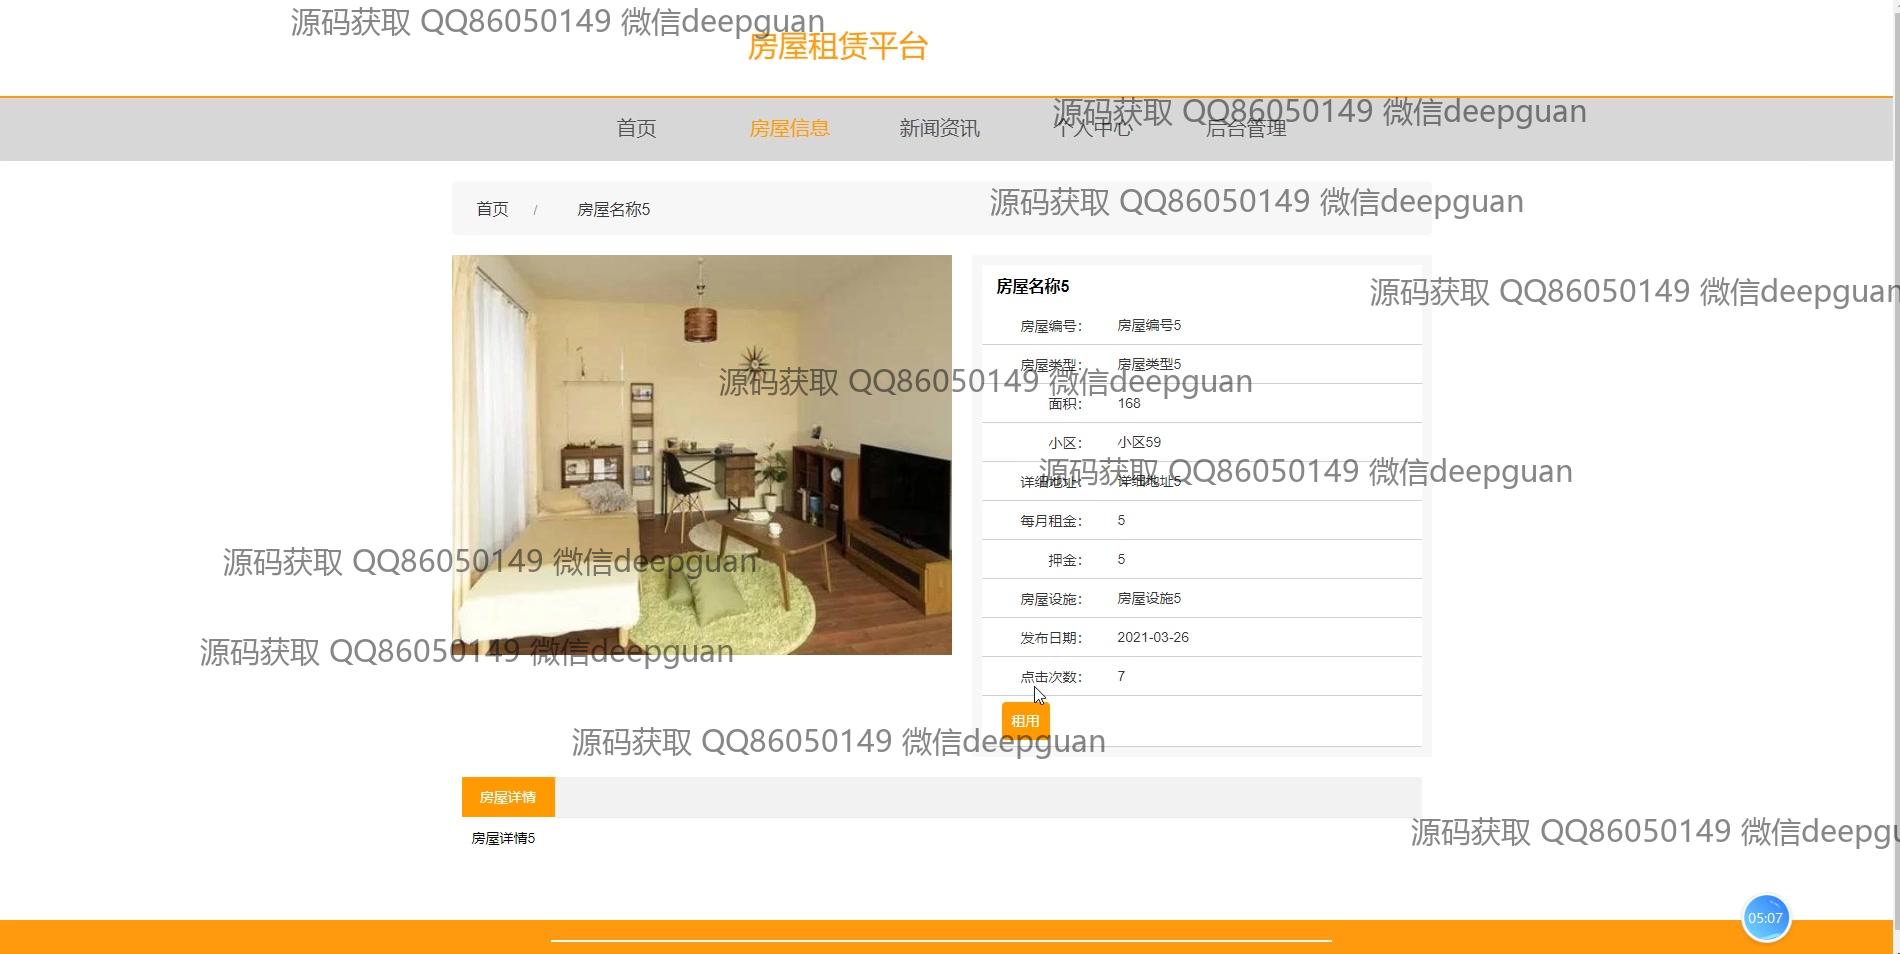 源码获取 QQ86050149 微信deepguan
房屋租赁平台
源码获取 QQ86050149 微信deepguan
首页 房屋信息 新闻资讯 个人中心 后台管理
源码获取 QQ86050149 微信deepguan
首页 / 房屋名称5
房屋名称5
源码获取 QQ86050149 微信deepguan
房屋编号： 房屋编号5
房屋类型： 房屋类型5
源码获取 QQ86050149 微信deepguan
面积： 168
小区： 小区59
源码获取 QQ86050149 微信deepguan
详细地址： 详细地址5
每月租金： 5
押金： 5
源码获取 QQ86050149 微信deepguan
房屋设施： 房屋设施5
发布日期： 2021-03-26
源码获取 QQ86050149 微信deepguan
点击次数： 7
租用
源码获取 QQ86050149 微信deepguan
房屋详情
房屋详情5
源码获取 QQ86050149 微信deepgu
05:07